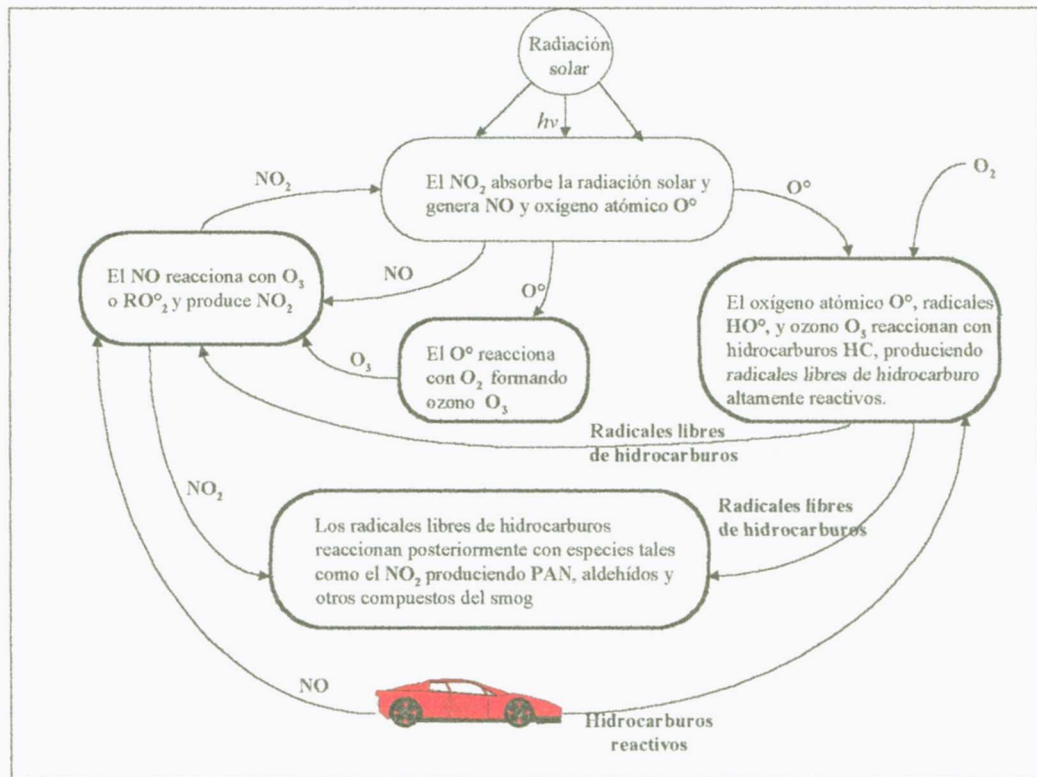 Radiación
solar
hν
NO₂
El NO₂ absorbe la radiación solar y
genera NO y oxígeno atómico O°
O°
O₂
El NO reacciona con O₃
o RO°₂ y produce NO₂
NO
O°
El O° reacciona
con O₂ formando
ozono O₃
O₃
El oxígeno atómico O°, radicales
HO°, y ozono O₃ reaccionan con
hidrocarburos HC, produciendo
radicales libres de hidrocarburo
altamente reactivos.
Radicales libres
de hidrocarburos
NO₂
Radicales libres
de hidrocarburos
Los radicales libres de hidrocarburos
reaccionan posteriormente con especies tales
como el NO₂ produciendo PAN, aldehídos y
otros compuestos del smog
NO
Hidrocarburos
reactivos